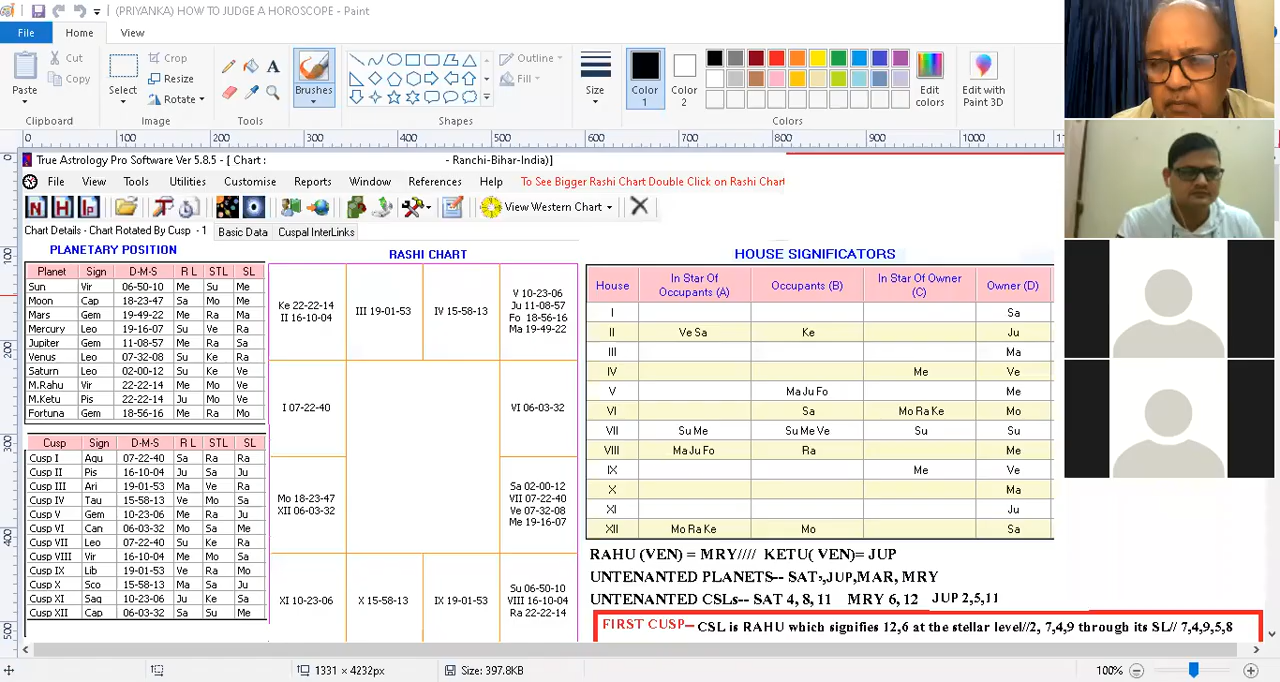 (PRIYANKA) HOW TO JUDGE A HOROSCOPE - Paint
File Home View
Paste Cut Copy Clipboard
Select Crop Resize Rotate Image
Tools
Brushes
Outline Fill Shapes
Size
Color 1 Color 2 Edit colors Edit with Paint 3D Colors
0 100 200 300 400 500 600 700 800 900 1000
True Astrology Pro Software Ver 5.8.5 - [ Chart : - Ranchi-Bihar-India)]
File View Tools Utilities Customise Reports Window References Help To See Bigger Rashi Chart Double Click on Rashi Chart
View Western Chart
Chart Details - Chart Rotated By Cusp - 1 Basic Data Cuspal InterLinks
PLANETARY POSITION
Planet Sign D-M-S R L STL SL
Sun Vir 06-50-10 Me Su Me
Moon Cap 18-23-47 Sa Mo Me
Mars Gem 19-49-22 Me Ra Ma
Mercury Leo 19-16-07 Su Ve Ra
Jupiter Gem 11-08-57 Me Ra Sa
Venus Leo 07-32-08 Su Ke Ra
Saturn Leo 02-00-12 Su Ke Ve
M.Rahu Vir 22-22-14 Me Mo Ve
M.Ketu Pis 22-22-14 Ju Mo Ve
Fortuna Gem 18-56-16 Me Ra Mo
Cusp Sign D-M-S R L STL SL
Cusp I Aqu 07-22-40 Sa Ra Ra
Cusp II Pis 16-10-04 Ju Sa Ju
Cusp III Ari 19-01-53 Ma Ve Ra
Cusp IV Tau 15-58-13 Ve Mo Sa
Cusp V Gem 10-23-06 Me Ra Ju
Cusp VI Can 06-03-32 Mo Sa Me
Cusp VII Leo 07-22-40 Su Ke Ra
Cusp VIII Vir 16-10-04 Me Mo Sa
Cusp IX Lib 19-01-53 Ve Ra Mo
Cusp X Sco 15-58-13 Ma Sa Ju
Cusp XI Sag 10-23-06 Ju Ke Sa
Cusp XII Cap 06-03-32 Sa Su Me
RASHI CHART
Ke 22-22-14
II 16-10-04
III 19-01-53
IV 15-58-13
V 10-23-06
Ju 11-08-57
Fo 18-56-16
Ma 19-49-22
I 07-22-40
VI 06-03-32
Mo 18-23-47
XII 06-03-32
Sa 02-00-12
VII 07-22-40
Ve 07-32-08
Me 19-16-07
XI 10-23-06
X 15-58-13
IX 19-01-53
Su 06-50-10
VIII 16-10-04
Ra 22-22-14
HOUSE SIGNIFICATORS
House In Star Of Occupants (A) Occupants (B) In Star Of Owner (C) Owner (D)
I Sa
II Ve Sa Ke Ju
III Ma
IV Me Ve
V Ma Ju Fo Me
VI Sa Mo Ra Ke Mo
VII Su Me Su Me Ve Su Su
VIII Ma Ju Fo Ra Me
IX Me Ve
X Ma
XI Ju
XII Mo Ra Ke Mo Sa
RAHU (VEN) = MRY//// KETU( VEN)= JUP
UNTENANTED PLANETS-- SAT-,JUP,MAR, MRY
UNTENANTED CSLs-- SAT 4, 8, 11 MRY 6, 12 JUP 2,5,11
FIRST CUSP-- CSL is RAHU which signifies 12,6 at the stellar level//2, 7,4,9 through its SL// 7,4,9,5,8
0 100 200 300 400 500
1331 × 4232px Size: 397.8KB 100%